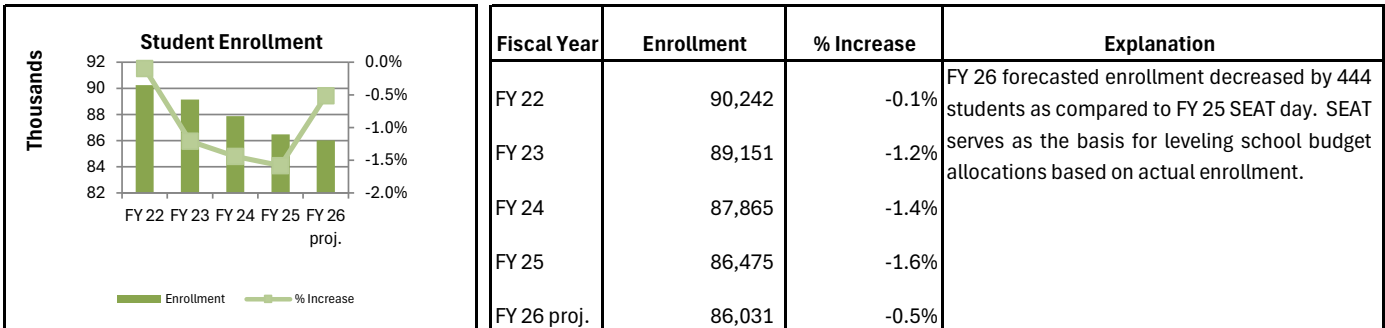 Student Enrollment
Thousands
92
90
88
86
84
82
0.0%
-0.5%
-1.0%
-1.5%
-2.0%
FY 22 FY 23 FY 24 FY 25 FY 26
proj.
Enrollment % Increase
Fiscal Year Enrollment % Increase Explanation
FY 22 90,242 -0.1%
FY 23 89,151 -1.2%
FY 24 87,865 -1.4%
FY 25 86,475 -1.6%
FY 26 proj. 86,031 -0.5%
FY 26 forecasted enrollment decreased by 444
students as compared to FY 25 SEAT day. SEAT
serves as the basis for leveling school budget
allocations based on actual enrollment.